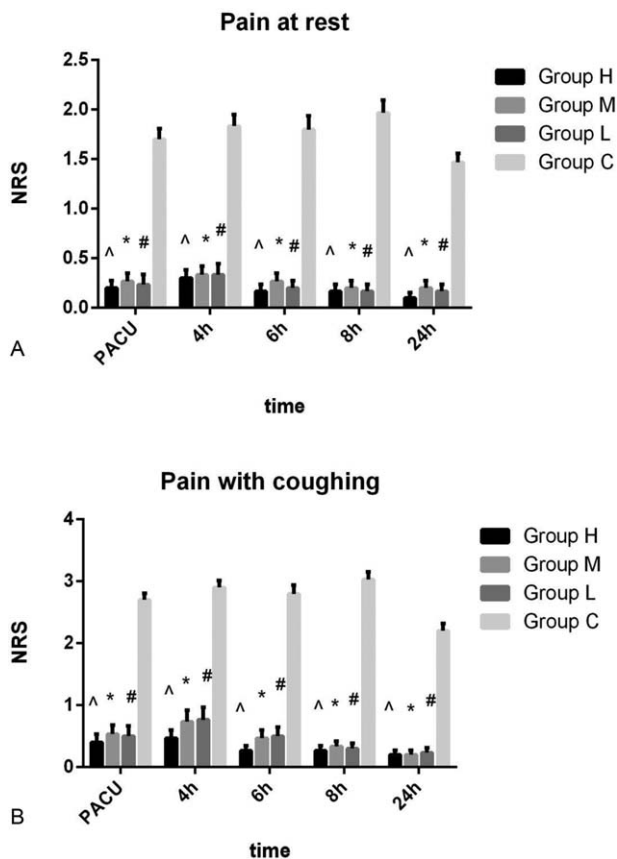 Pain at rest
2.5
2.0
1.5
1.0
0.5
0.0
NRS
^ * # ^ * # ^ * # ^ * # ^ * #
PACU 4h 6h 8h 24h
time
Group H
Group M
Group L
Group C
A
Pain with coughing
4
3
2
1
0
NRS
^ * # ^ * # ^ * # ^ * # ^ * #
PACU 4h 6h 8h 24h
time
Group H
Group M
Group L
Group C
B